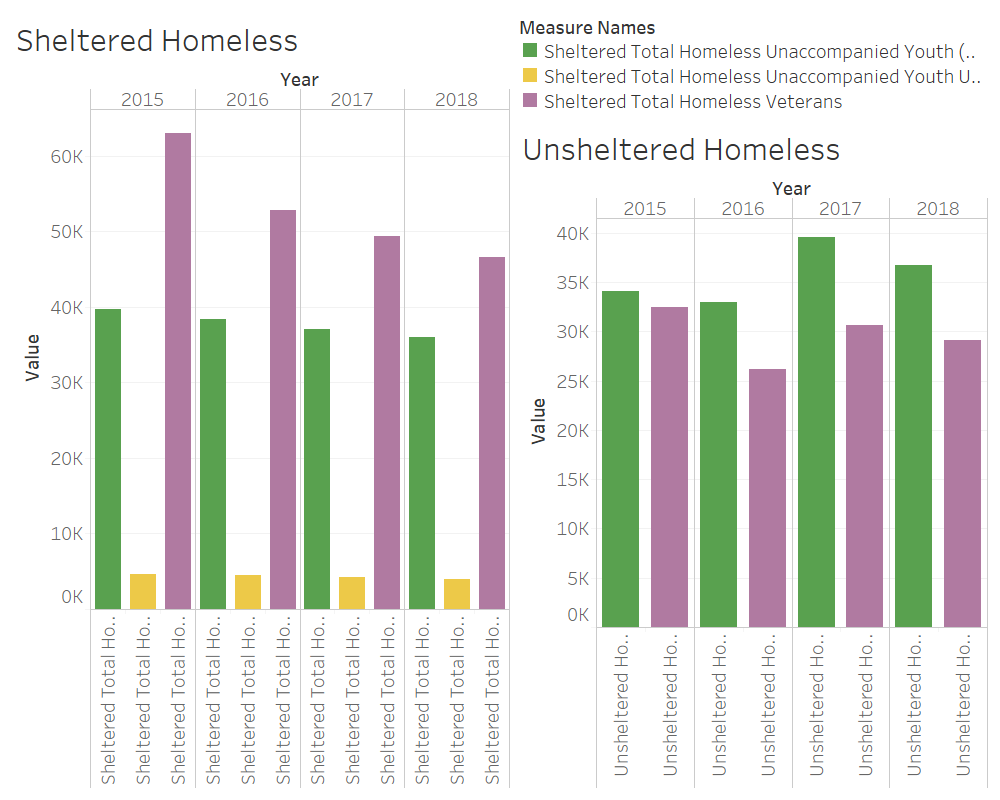 Sheltered Homeless
Year
2015 2016 2017 2018
60K
50K
40K
30K
20K
10K
0K
Value
Sheltered Total Ho..
Sheltered Total Ho..
Sheltered Total Ho..
Sheltered Total Ho..
Sheltered Total Ho..
Sheltered Total Ho..
Sheltered Total Ho..
Sheltered Total Ho..
Sheltered Total Ho..
Sheltered Total Ho..
Sheltered Total Ho..
Sheltered Total Ho..
Measure Names
Sheltered Total Homeless Unaccompanied Youth (..
Sheltered Total Homeless Unaccompanied Youth U..
Sheltered Total Homeless Veterans
Unsheltered Homeless
Year
2015 2016 2017 2018
40K
35K
30K
25K
20K
15K
10K
5K
0K
Value
Unsheltered Ho..
Unsheltered Ho..
Unsheltered Ho..
Unsheltered Ho..
Unsheltered Ho..
Unsheltered Ho..
Unsheltered Ho..
Unsheltered Ho..